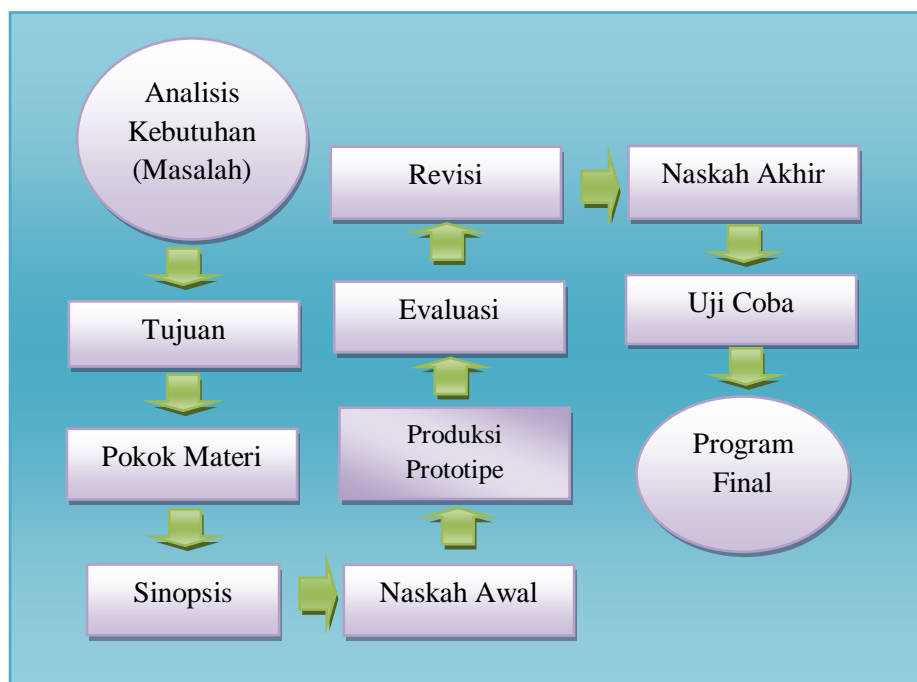 Analisis
Kebutuhan
(Masalah)
Tujuan
Pokok Materi
Sinopsis
Naskah Awal
Produksi
Prototipe
Evaluasi
Revisi
Naskah Akhir
Uji Coba
Program
Final